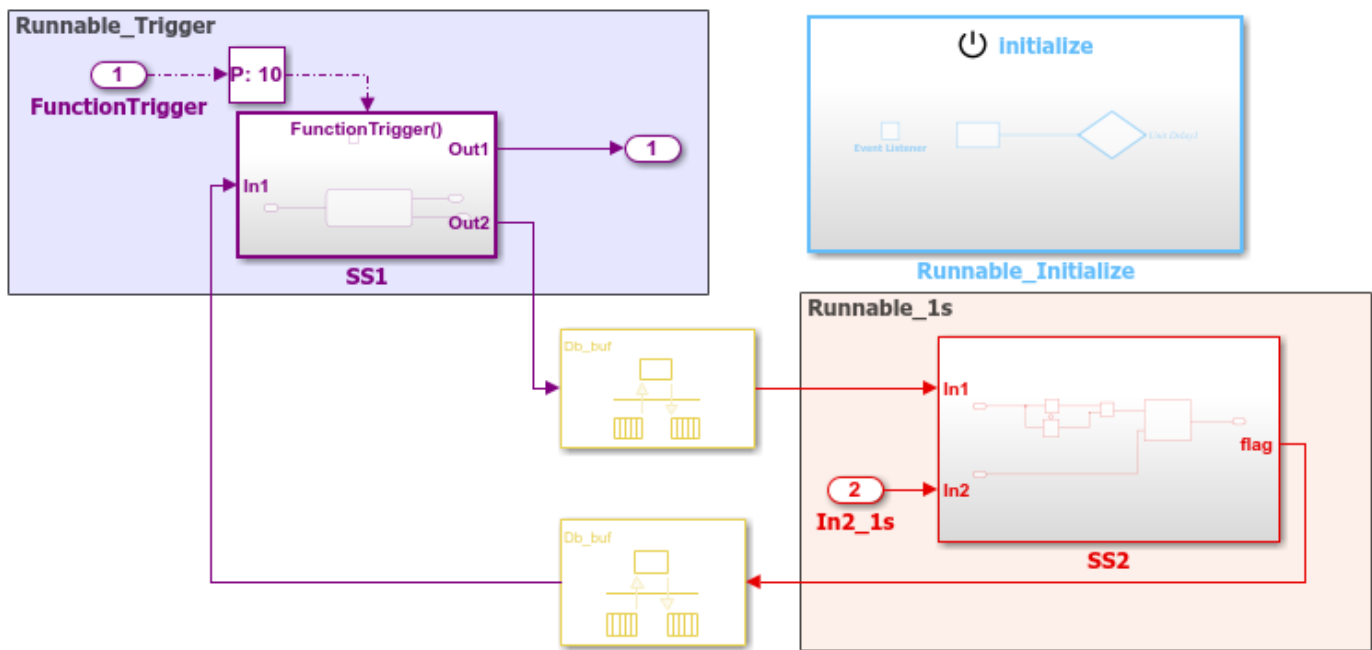 Runnable_Trigger
1
P: 10
FunctionTrigger
FunctionTrigger()
Out1
1
In1
Out2
SS1
initialize
Event Listener
Unit Delay1
Runnable_Initialize
Runnable_1s
Db_buf
In1
flag
2
In2
In2_1s
SS2
Db_buf